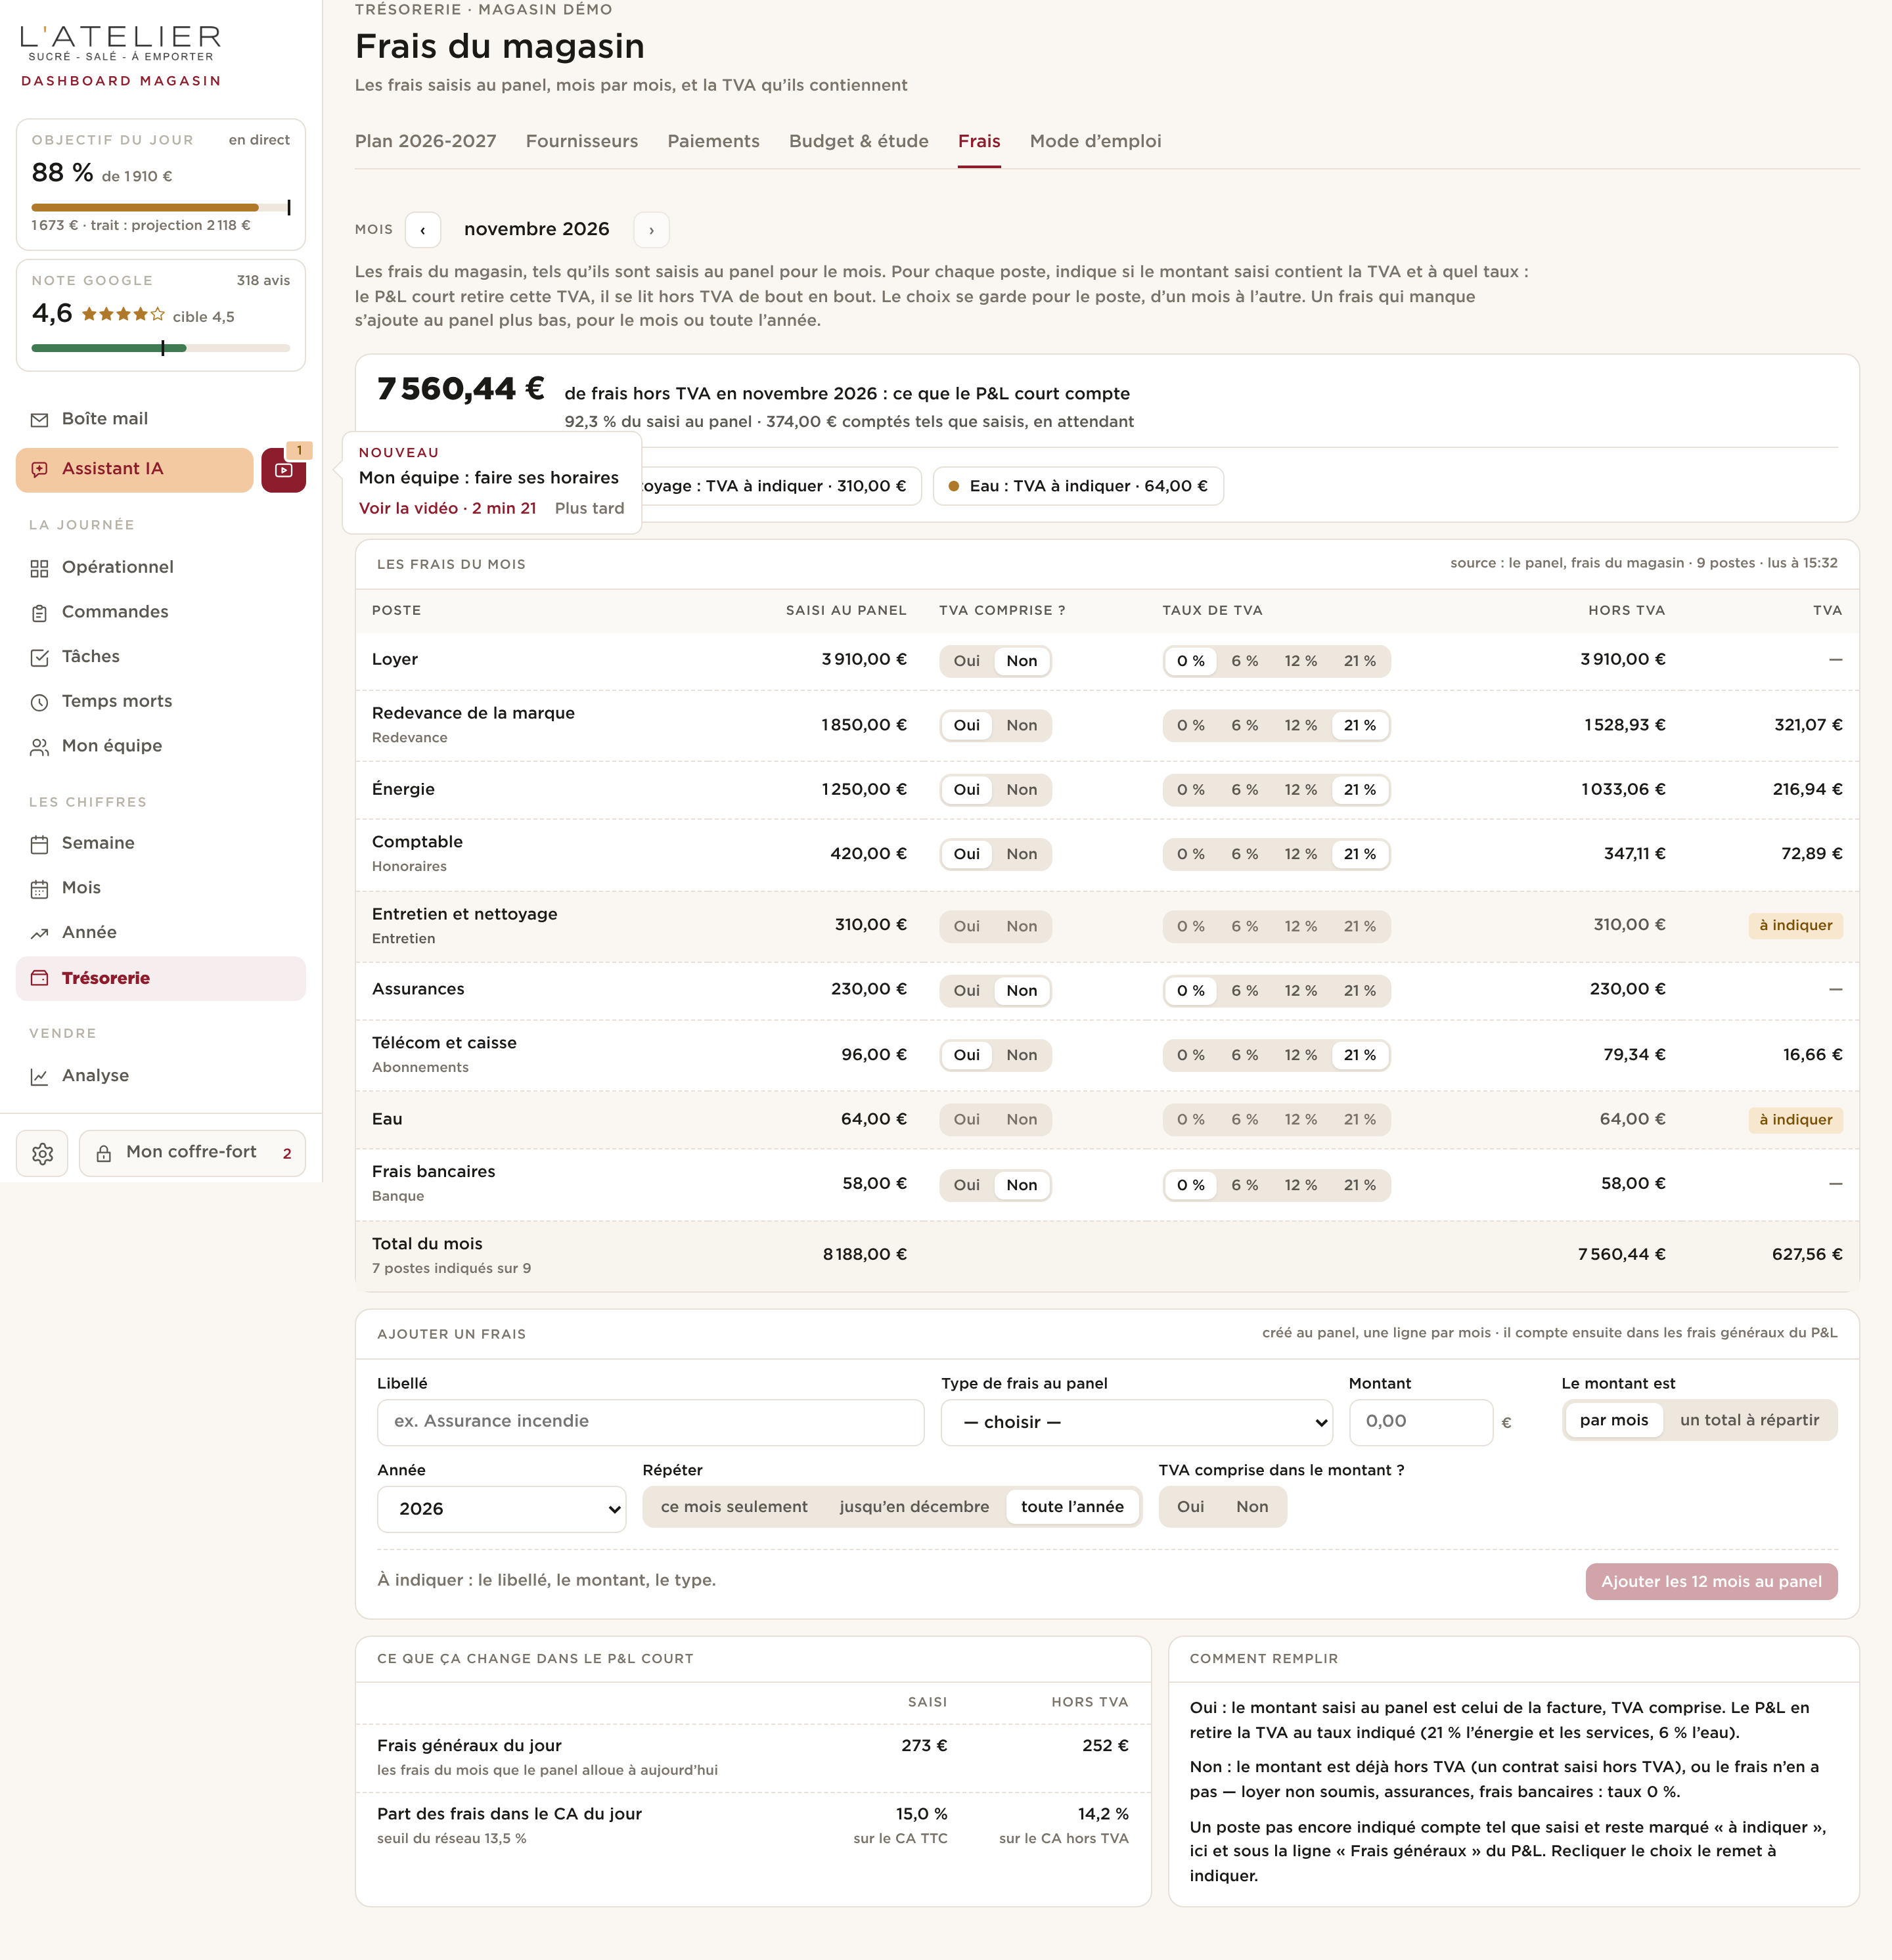 L'ATELIER
SUCRÉ - SALÉ - À EMPORTER
DASHBOARD MAGASIN
OBJECTIF DU JOUR en direct
88 % de 1 910 €
1 673 € · trait : projection 2 118 €
NOTE GOOGLE 318 avis
4,6 cible 4,5
Boîte mail
Assistant IA 1
LA JOURNÉE
Opérationnel
Commandes
Tâches
Temps morts
Mon équipe
LES CHIFFRES
Semaine
Mois
Année
Trésorerie
VENDRE
Analyse
Mon coffre-fort 2
TRÉSORERIE · MAGASIN DÉMO
Frais du magasin
Les frais saisis au panel, mois par mois, et la TVA qu’ils contiennent
Plan 2026-2027 Fournisseurs Paiements Budget & étude Frais Mode d’emploi
MOIS ‹ novembre 2026 ›
Les frais du magasin, tels qu’ils sont saisis au panel pour le mois. Pour chaque poste, indique si le montant saisi contient la TVA et à quel taux :
le P&L court retire cette TVA, il se lit hors TVA de bout en bout. Le choix se garde pour le poste, d’un mois à l’autre. Un frais qui manque
s’ajoute au panel plus bas, pour le mois ou toute l’année.
7 560,44 € de frais hors TVA en novembre 2026 : ce que le P&L court compte
92,3 % du saisi au panel · 374,00 € comptés tels que saisis, en attendant
NOUVEAU
Mon équipe : faire ses horaires
Voir la vidéo · 2 min 21 Plus tard
oyage : TVA à indiquer · 310,00 € Eau : TVA à indiquer · 64,00 €
LES FRAIS DU MOIS source : le panel, frais du magasin · 9 postes · lus à 15:32
POSTE SAISI AU PANEL TVA COMPRISE ? TAUX DE TVA HORS TVA TVA
Loyer 3 910,00 € Oui Non 0 % 6 % 12 % 21 % 3 910,00 € —
Redevance de la marque 1 850,00 € Oui Non 0 % 6 % 12 % 21 % 1 528,93 € 321,07 €
Redevance
Énergie 1 250,00 € Oui Non 0 % 6 % 12 % 21 % 1 033,06 € 216,94 €
Comptable 420,00 € Oui Non 0 % 6 % 12 % 21 % 347,11 € 72,89 €
Honoraires
Entretien et nettoyage 310,00 € Oui Non 0 % 6 % 12 % 21 % 310,00 € à indiquer
Entretien
Assurances 230,00 € Oui Non 0 % 6 % 12 % 21 % 230,00 € —
Télécom et caisse 96,00 € Oui Non 0 % 6 % 12 % 21 % 79,34 € 16,66 €
Abonnements
Eau 64,00 € Oui Non 0 % 6 % 12 % 21 % 64,00 € à indiquer
Frais bancaires 58,00 € Oui Non 0 % 6 % 12 % 21 % 58,00 € —
Banque
Total du mois 8 188,00 € 7 560,44 € 627,56 €
7 postes indiqués sur 9
AJOUTER UN FRAIS créé au panel, une ligne par mois · il compte ensuite dans les frais généraux du P&L
Libellé Type de frais au panel Montant Le montant est
ex. Assurance incendie — choisir — 0,00 € par mois un total à répartir
Année Répéter TVA comprise dans le montant ?
2026 ce mois seulement jusqu’en décembre toute l’année Oui Non
À indiquer : le libellé, le montant, le type. Ajouter les 12 mois au panel
CE QUE ÇA CHANGE DANS LE P&L COURT
SAISI HORS TVA
Frais généraux du jour 273 € 252 €
les frais du mois que le panel alloue à aujourd’hui
Part des frais dans le CA du jour 15,0 % 14,2 %
seuil du réseau 13,5 % sur le CA TTC sur le CA hors TVA
COMMENT REMPLIR
Oui : le montant saisi au panel est celui de la facture, TVA comprise. Le P&L en
retire la TVA au taux indiqué (21 % l’énergie et les services, 6 % l’eau).
Non : le montant est déjà hors TVA (un contrat saisi hors TVA), ou le frais n’en a
pas — loyer non soumis, assurances, frais bancaires : taux 0 %.
Un poste pas encore indiqué compte tel que saisi et reste marqué « à indiquer »,
ici et sous la ligne « Frais généraux » du P&L. Recliquer le choix le remet à
indiquer.